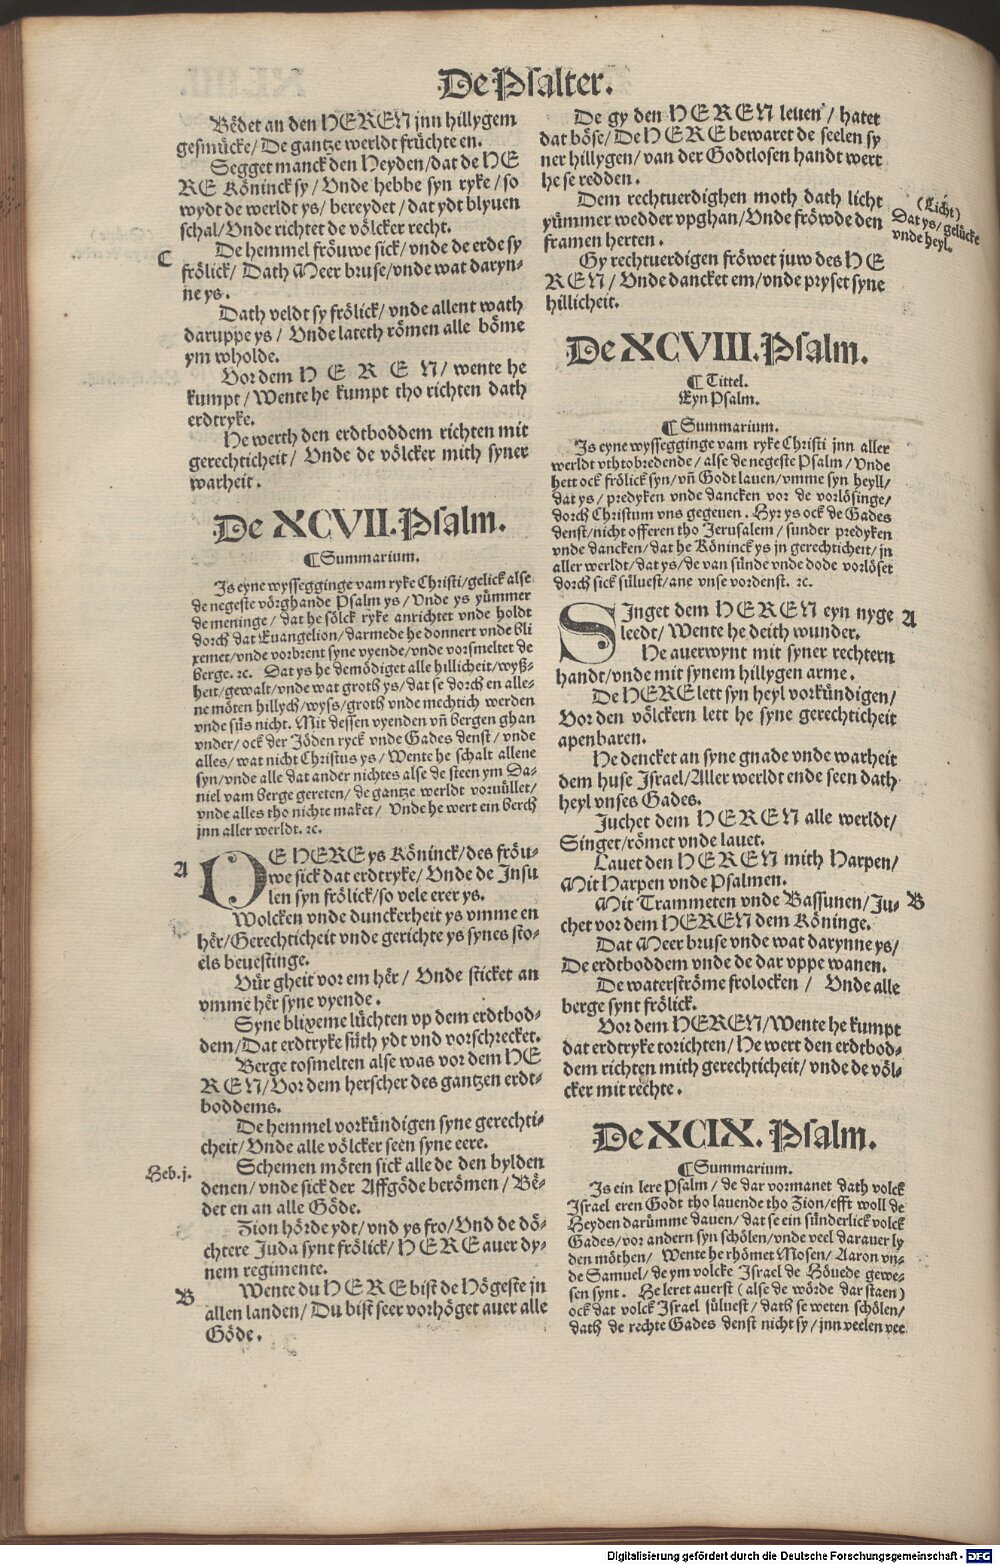 De Psalter.
Bēdet an den HEREN jnn hillygem
gesmücke/ De gantze werldt früchte en.
Segget manck den Heyden/dat de HE
RE Köninck sy/ Vnde hebbe syn ryke/ so
wydt de werldt ys/ bereydet/ dat ydt blyuen
schal/ Vnde richtet de völcker recht.
C
De hemmel fröuwe sick/ vnde de erde sy
frölick/ Dath Meer bruse/vnde wat daryn-
ne ys.
Dath veldt sy frölick/ vnde allent wath
daruppe ys/ Vnde lateth römen alle böme
ym wholde.
Vor dem HEREN/ wente he
kumpt/ Wente he kumpt tho richten dath
erdtryke.
He werth den erdtboddem richten mit
gerechticheit/ Vnde de völcker mith syner
warheit.
De XCVII. Psalm.
¶ Summarium.
Is eyne wyssegginge vam ryke Christi/gelick alse
de negeste vörghande Psalm ys/ Vnde ys yümmer
de meninge/ dat he sölck ryke anrichtet vnde holdt
dorch dat Euangelion/darmede he donnert vnde bli
xemet/vnde vorbrent syne vyende/vnde vorsmeltet de
berge. ꝛc. Dat ys he demödiget alle hillicheit/wyß-
heit/gewalt/vnde wat groth ys/dat se dorch en alle-
ne möten hillych/wyss/groth vnde mechtich werden
vnde süs nicht. Mit dessen vyenden vn̄ bergen ghan
vnder/ ock der Jöden ryck vnde Gades denst/ vnde
alles/ wat nicht Christus ys/ Wente he schalt allene
syn/vnde alle dat ander nichtes alse de steen ym Da-
niel vam berge gereten/ de gantze werldt voruüllet/
vnde alles tho nichte maket/ Vnde he wert ein berch
jnn aller werldt. ꝛc.
A
DE HERE ys Köninck/des fröu-
we sick dat erdtryke/ Vnde de Insu
len syn frölick/so vele erer ys.
Wolcken vnde dunckerheit ys vmme en
hēr/Gerechticheit vnde gerichte ys synes sto-
els beuestinge.
Vür gheit vor em hēr/ Vnde sticket an
vmme hēr syne vyende.
Syne blixeme lüchten vp dem erdtbod-
dem/Dat erdtryke süth ydt vnd vorschrecket.
Berge tosmelten alse was vor dem HE
REN/Vor dem herscher des gantzen erdt-
boddems.
De hemmel vorkündigen syne gerechti-
cheit/ Vnde alle völcker seen syne eere.
Heb.j.
Schemen möten sick alle de den bylden
denen/ vnde sick der Affgöde berömen/ Bē-
det en an alle Göde.
Zion hörde ydt/ vnd ys fro/ Vnd de dö-
chtere Juda synt frölick/ HERE auer dy-
nem regimente.
B
Wente du HERE bist de Högeste jn
allen landen/ Du bist seer vorhöget auer alle
Göde.
De gy den HEREN leuen/ hatet
dat böse/ De HERE bewaret de seelen sy
ner hillygen/ van der Godtlosen handt wert
he se redden.
Dem rechtuerdighen moth dath licht
yümmer wedder vpghan/ Vnde fröwde den
framen herten.
(Licht)
Dat ys/ gelücke
vnde heyl.
Gy rechtuerdigen fröwet juw des HE
REN/ Vnde dancket em/vnde pryset syne
hillicheit.
De XCVIII. Psalm.
¶ Tittel.
Eyn Psalm.
¶ Summarium.
Is eyne wyssegginge vam ryke Christi jnn aller
werldt vthtobredende/ alse de negeste Psalm/ Vnde
hett ock frölick syn/ vn̄ Godt lauen/ vmme syn heyll/
dat ys/ predyken vnde dancken vor de vorlösinge/
dorch Christum vns gegeuen. Hyr ys ock de Gades
denst/nicht offeren tho Jerusalem/ sunder predyken
vnde dancken/ dat he Köninck ys jn gerechticheit/ jn
aller werldt/ dat ys/ de van sünde vnde dode vorlöset
dorch sick süluest/ane vnse vordenst. ꝛc.
A
SInget dem HEREN eyn nyge
leedt/ Wente he deith wunder.
He auerwynt mit syner rechtern
handt/vnde mit synem hillygen arme.
De HERE lett syn heyl vorkündigen/
Vor den völckern lett he syne gerechticheit
apenbaren.
He dencket an syne gnade vnde warheit
dem huse Israel/Aller werldt ende seen dath
heyl vnses Gades.
Juchet dem HEREN alle werldt/
Singet/römet vnde lauet.
Lauet den HEREN mith Harpen/
Mit Harpen vnde Psalmen.
B
Mit Trammeten vnde Bassunen/ Ju-
chet vor dem HEREN dem Köninge.
Dat Meer bruse vnde wat darynne ys/
De erdtboddem vnde de dar vppe wanen.
De waterströme frolocken/ Vnde alle
berge synt frölick.
Vor dem HEREN/Wente he kumpt
dat erdtryke torichten/ He wert den erdtbod-
dem richten mith gerechticheit/ vnde de völ-
cker mit rechte.
De XCIX. Psalm.
¶ Summarium.
Is ein lere Psalm/ de dar vormanet dath volck
Israel eren Godt tho lauende tho Zion/efft woll de
Heyden darümme dauen/ dat se ein sünderlick volck
Gades/vor andern syn schölen/vnde veel darauer ly
den möthen/ Wente he rhömet Mosen/ Aaron vn-
de Samuel/ de ym volcke Israel de Höuede gewe-
sen synt. He leret auerst (alse de wörde dar staen)
ock dat volck Israel süluest/ dath se weten schölen/
dath de rechte Gades denst nicht sy/ jnn veelen vee
Digitalisierung gefördert durch die Deutsche Forschungsgemeinschaft - DFG